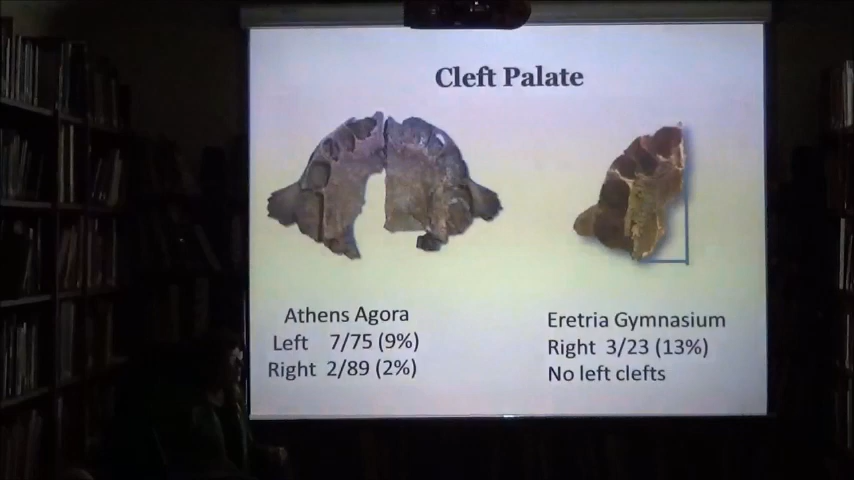 Cleft Palate
Athens Agora
Left 7/75 (9%)
Right 2/89 (2%)
Eretria Gymnasium
Right 3/23 (13%)
No left clefts